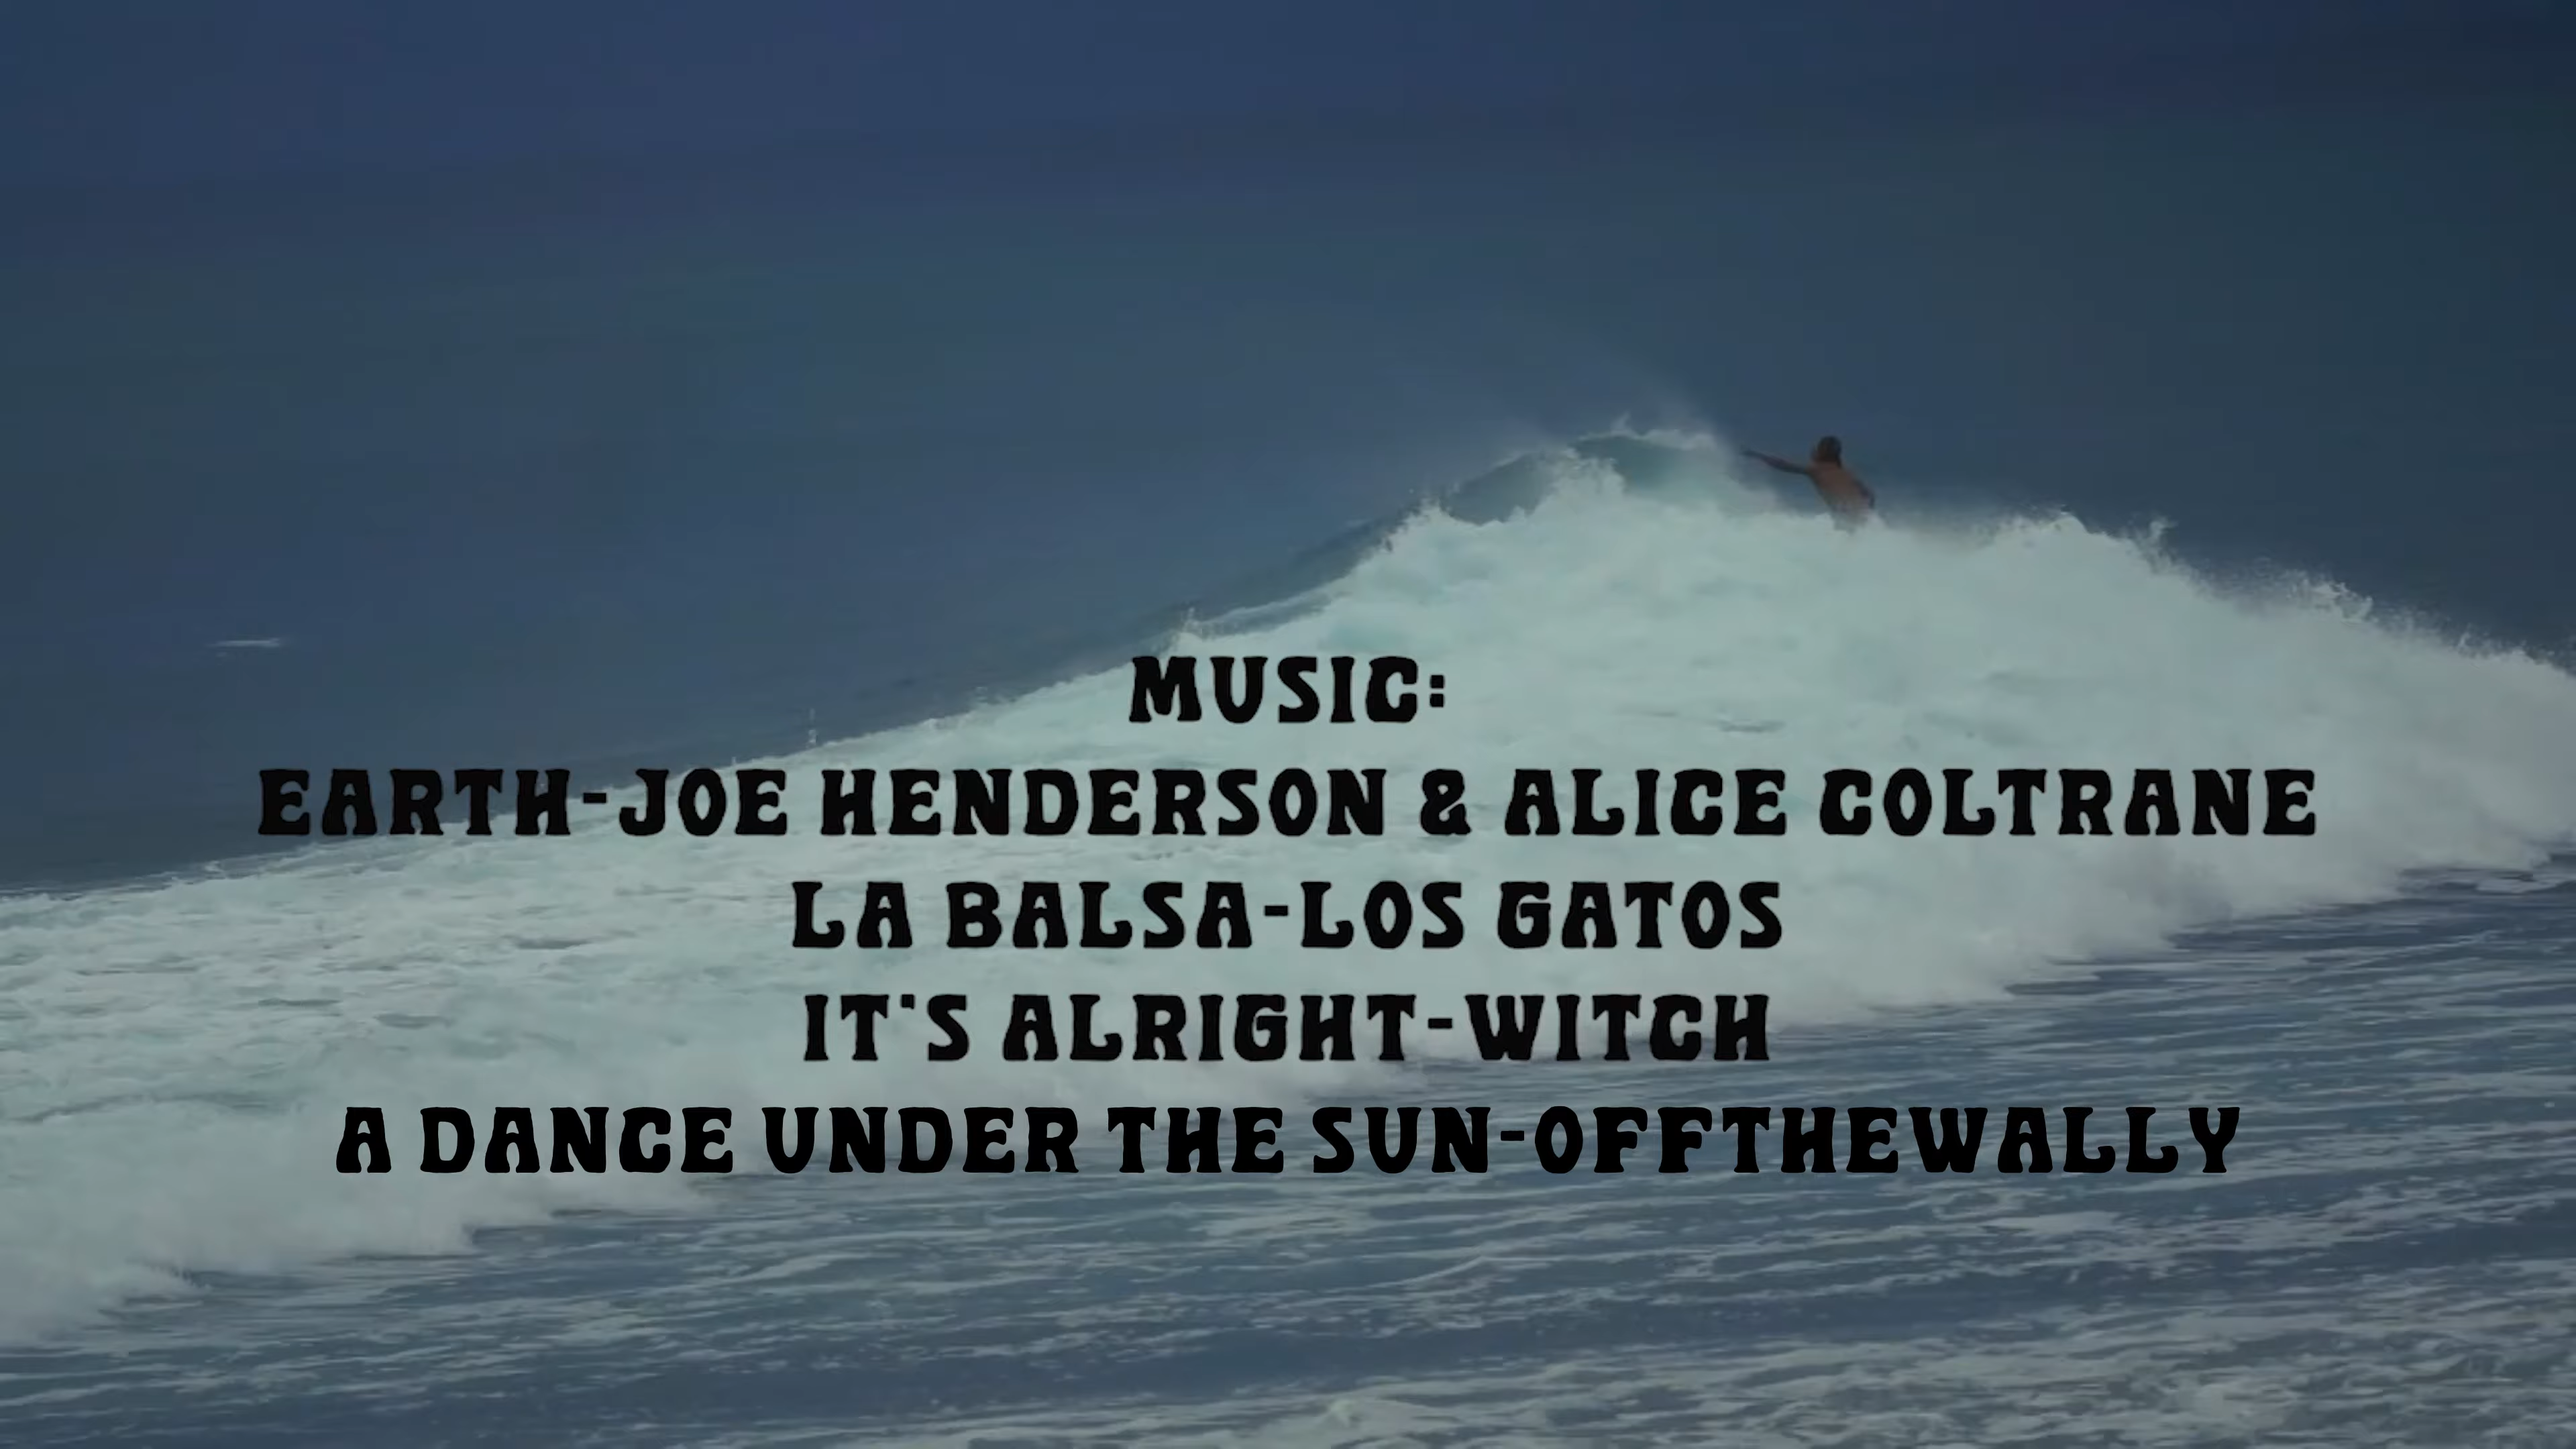 MUSIC:
EARTH-JOE HENDERSON & ALICE COLTRANE
LA BALSA-LOS GATOS
IT'S ALRIGHT-WITCH
A DANCE UNDER THE SUN-OFFTHEWALLY